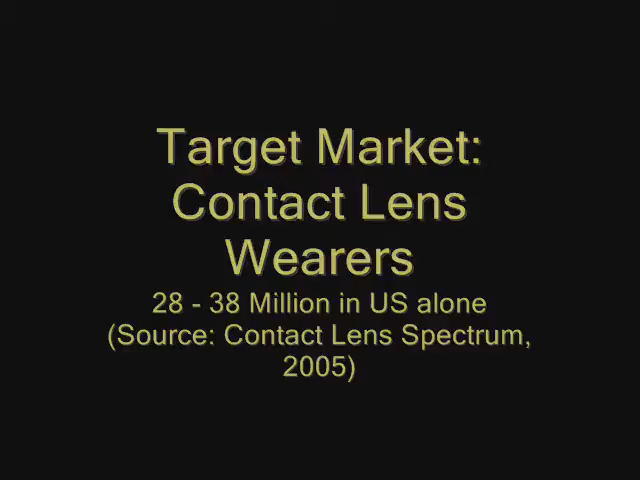 Target Market:
Contact Lens
Wearers
28 - 38 Million in US alone
(Source: Contact Lens Spectrum,
2005)